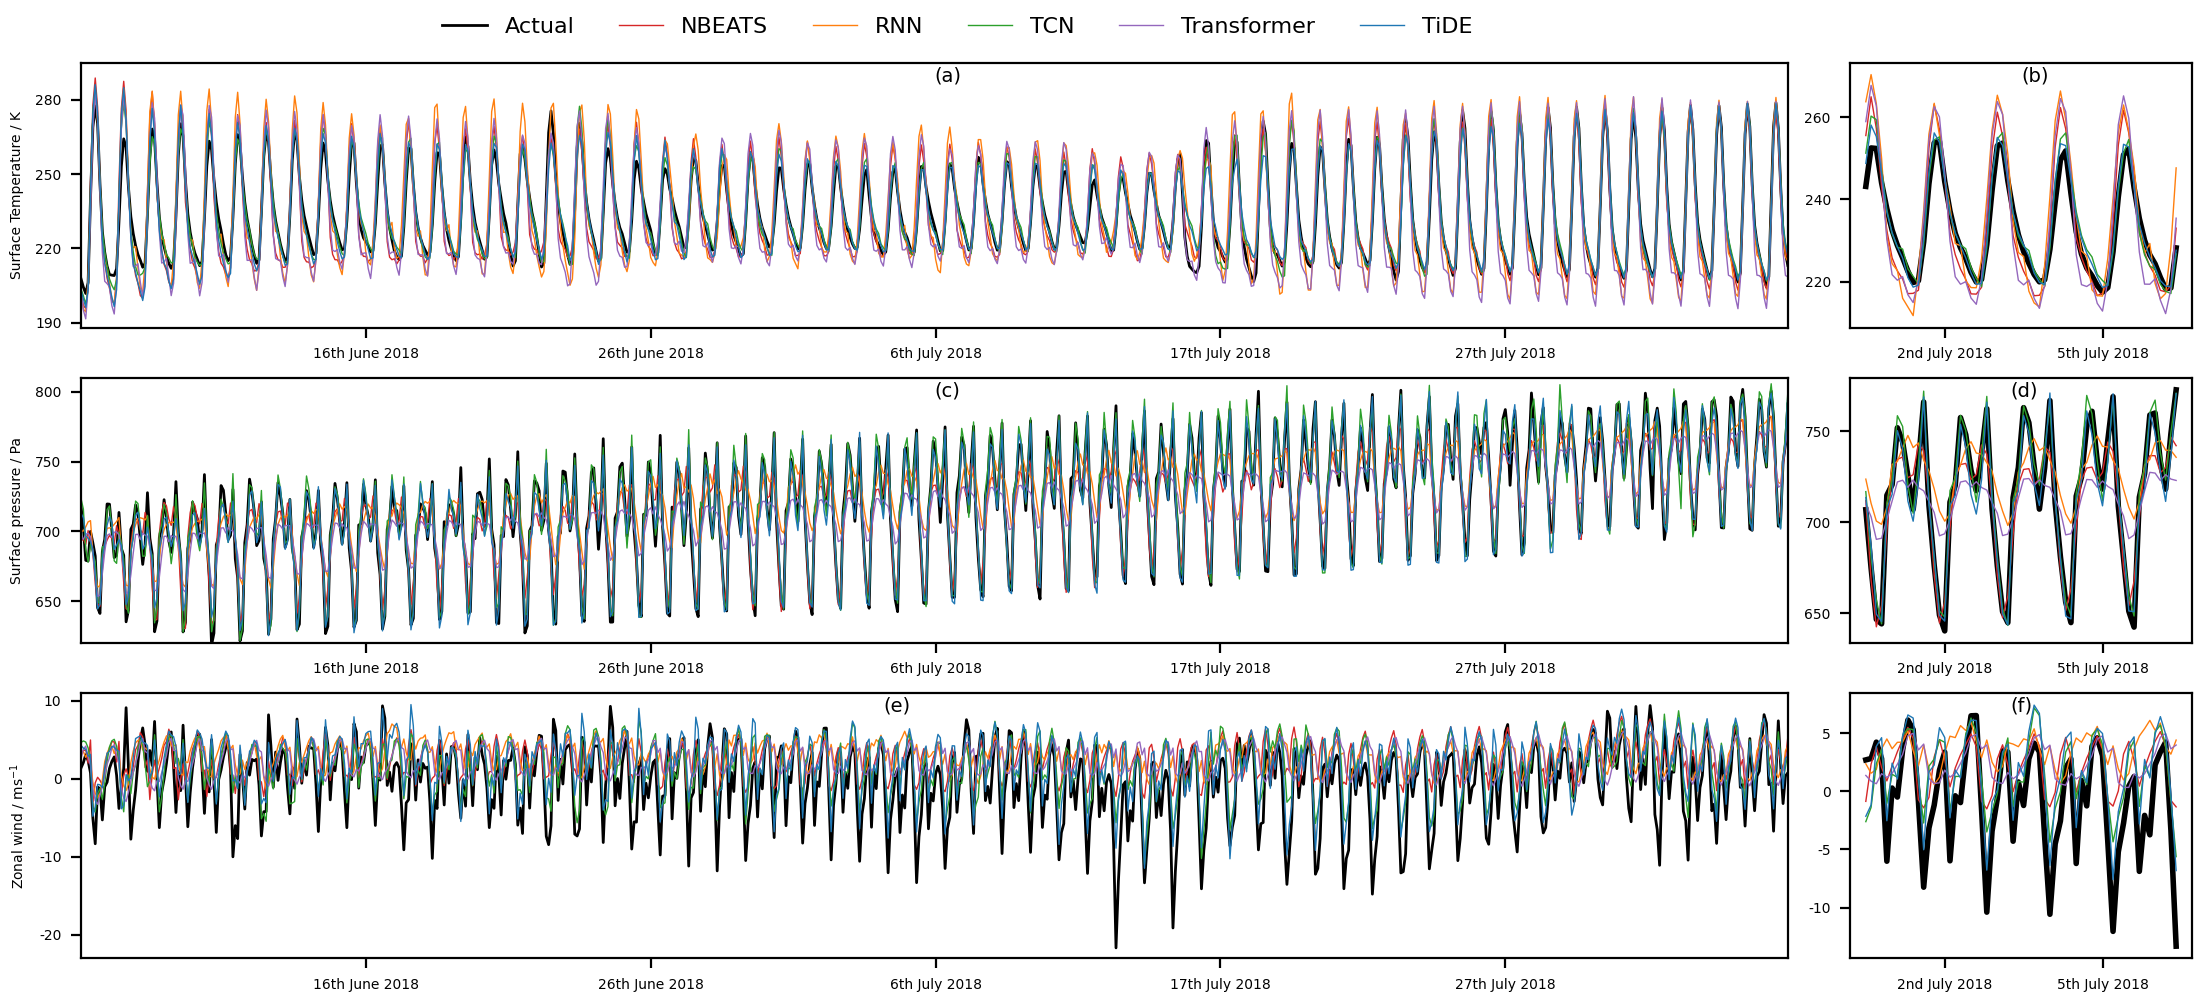 Actual NBEATS RNN TCN Transformer TiDE
(a)
Surface Temperature / K
280
250
220
190
16th June 2018 26th June 2018 6th July 2018 17th July 2018 27th July 2018
(b)
260
240
220
2nd July 2018 5th July 2018
(c)
Surface pressure / Pa
800
750
700
650
16th June 2018 26th June 2018 6th July 2018 17th July 2018 27th July 2018
(d)
750
700
650
2nd July 2018 5th July 2018
(e)
Zonal wind / ms⁻¹
10
0
-10
-20
16th June 2018 26th June 2018 6th July 2018 17th July 2018 27th July 2018
(f)
5
0
-5
-10
2nd July 2018 5th July 2018